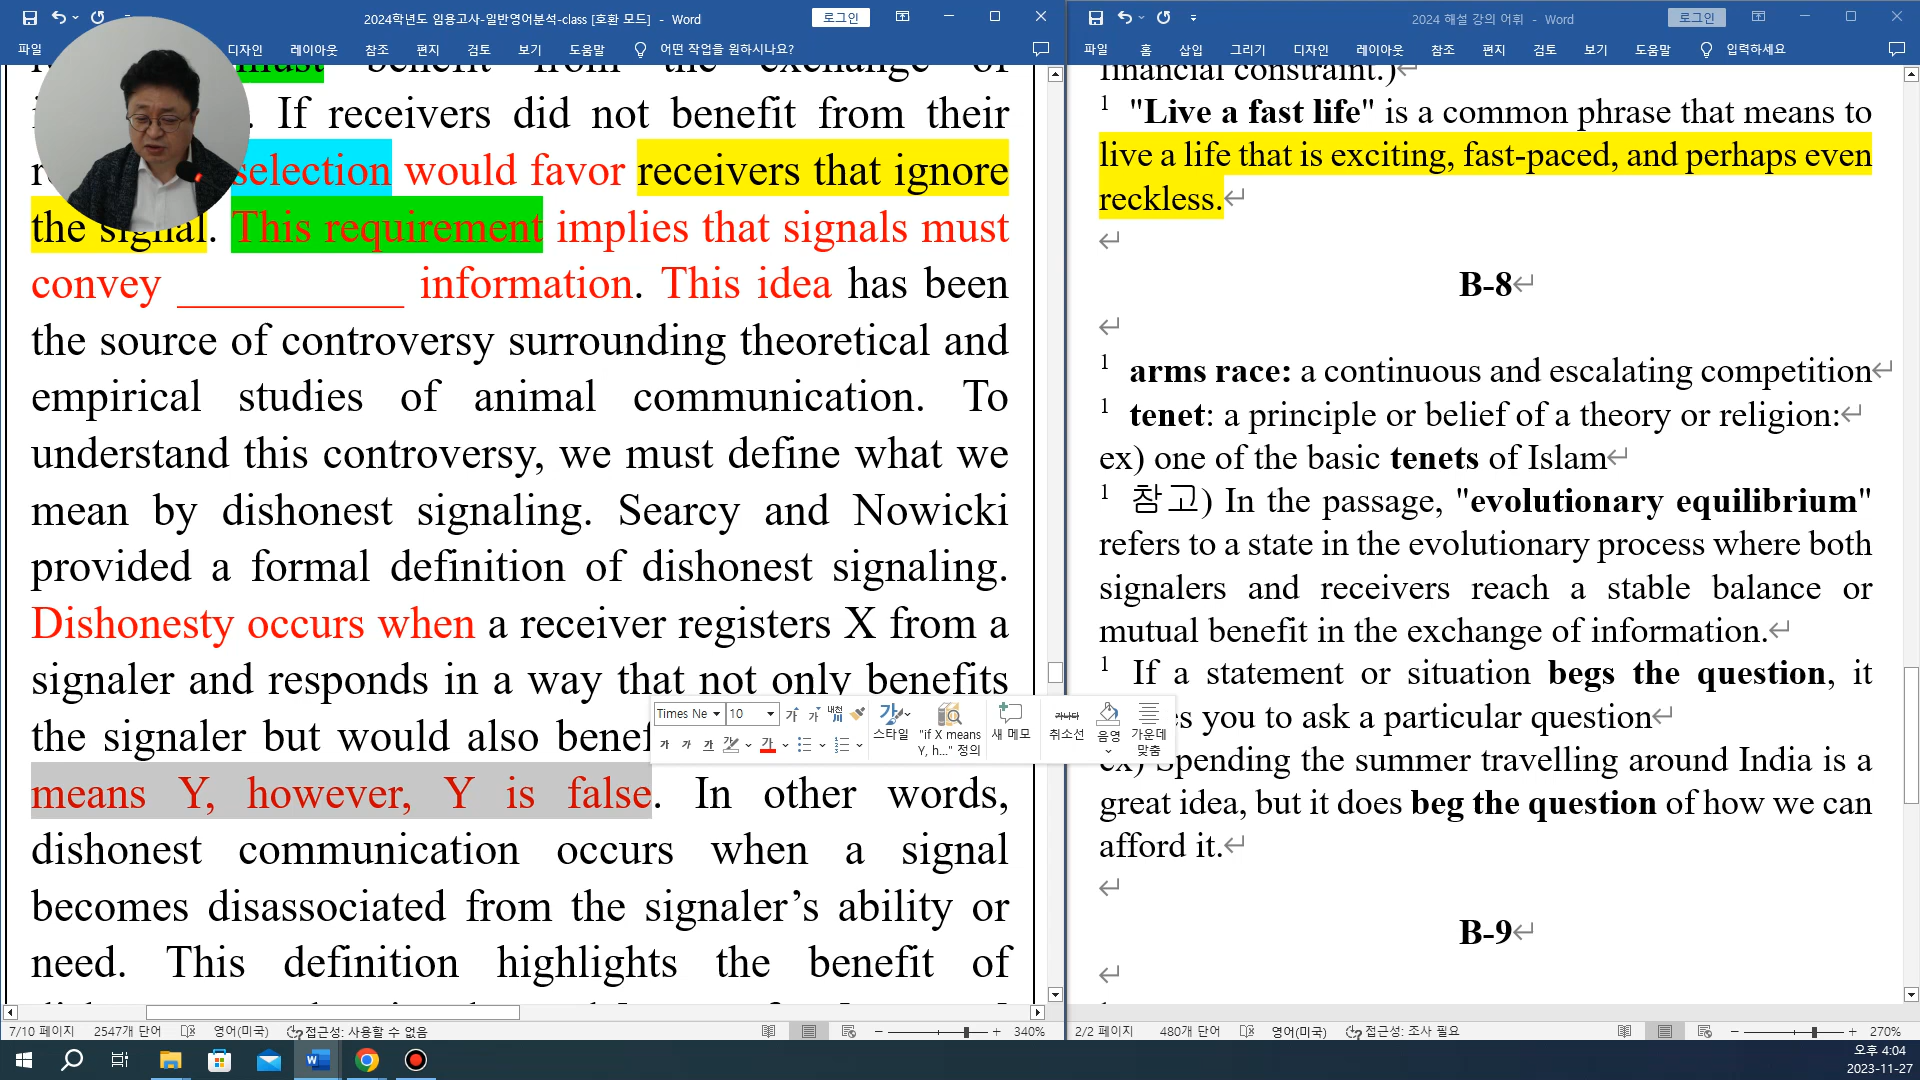 2024학년도 임용고사-일반영어분석-class [호환 모드] - Word
로그인
파일 디자인 레이아웃 참조 편지 검토 보기 도움말 어떤 작업을 원하시나요?
must benefit from the exchange of
. If receivers did not benefit from their
selection would favor receivers that ignore
the signal. This requirement implies that signals must
convey __________ information. This idea has been
the source of controversy surrounding theoretical and
empirical studies of animal communication. To
understand this controversy, we must define what we
mean by dishonest signaling. Searcy and Nowicki
provided a formal definition of dishonest signaling.
Dishonesty occurs when a receiver registers X from a
signaler and responds in a way that not only benefits
the signaler but would also
means Y, however, Y is false. In other words,
dishonest communication occurs when a signal
becomes disassociated from the signaler’s ability or
need. This definition highlights the benefit of
Times Ne 10 가 가 내천 川
스타일 "if X means Y, h..." 정의 새 메모 가나다 취소선 음영 가운데 맞춤
가 가 가 가
7/10 페이지 2547개 단어 영어(미국) 접근성: 사용할 수 없음 340%
2024 해설 강의 어휘 - Word
로그인
파일 홈 삽입 그리기 디자인 레이아웃 참조 편지 검토 보기 도움말 입력하세요
financial constraint.)
1 "Live a fast life" is a common phrase that means to
live a life that is exciting, fast-paced, and perhaps even
reckless.
B-8
1 arms race: a continuous and escalating competition
1 tenet: a principle or belief of a theory or religion:
ex) one of the basic tenets of Islam
1 참고) In the passage, "evolutionary equilibrium"
refers to a state in the evolutionary process where both
signalers and receivers reach a stable balance or
mutual benefit in the exchange of information.
1 If a statement or situation begs the question, it
you to ask a particular question
ex) Spending the summer travelling around India is a
great idea, but it does beg the question of how we can
afford it.
B-9
2/2 페이지 480개 단어 영어(미국) 접근성: 조사 필요 270%
오후 4:04
2023-11-27